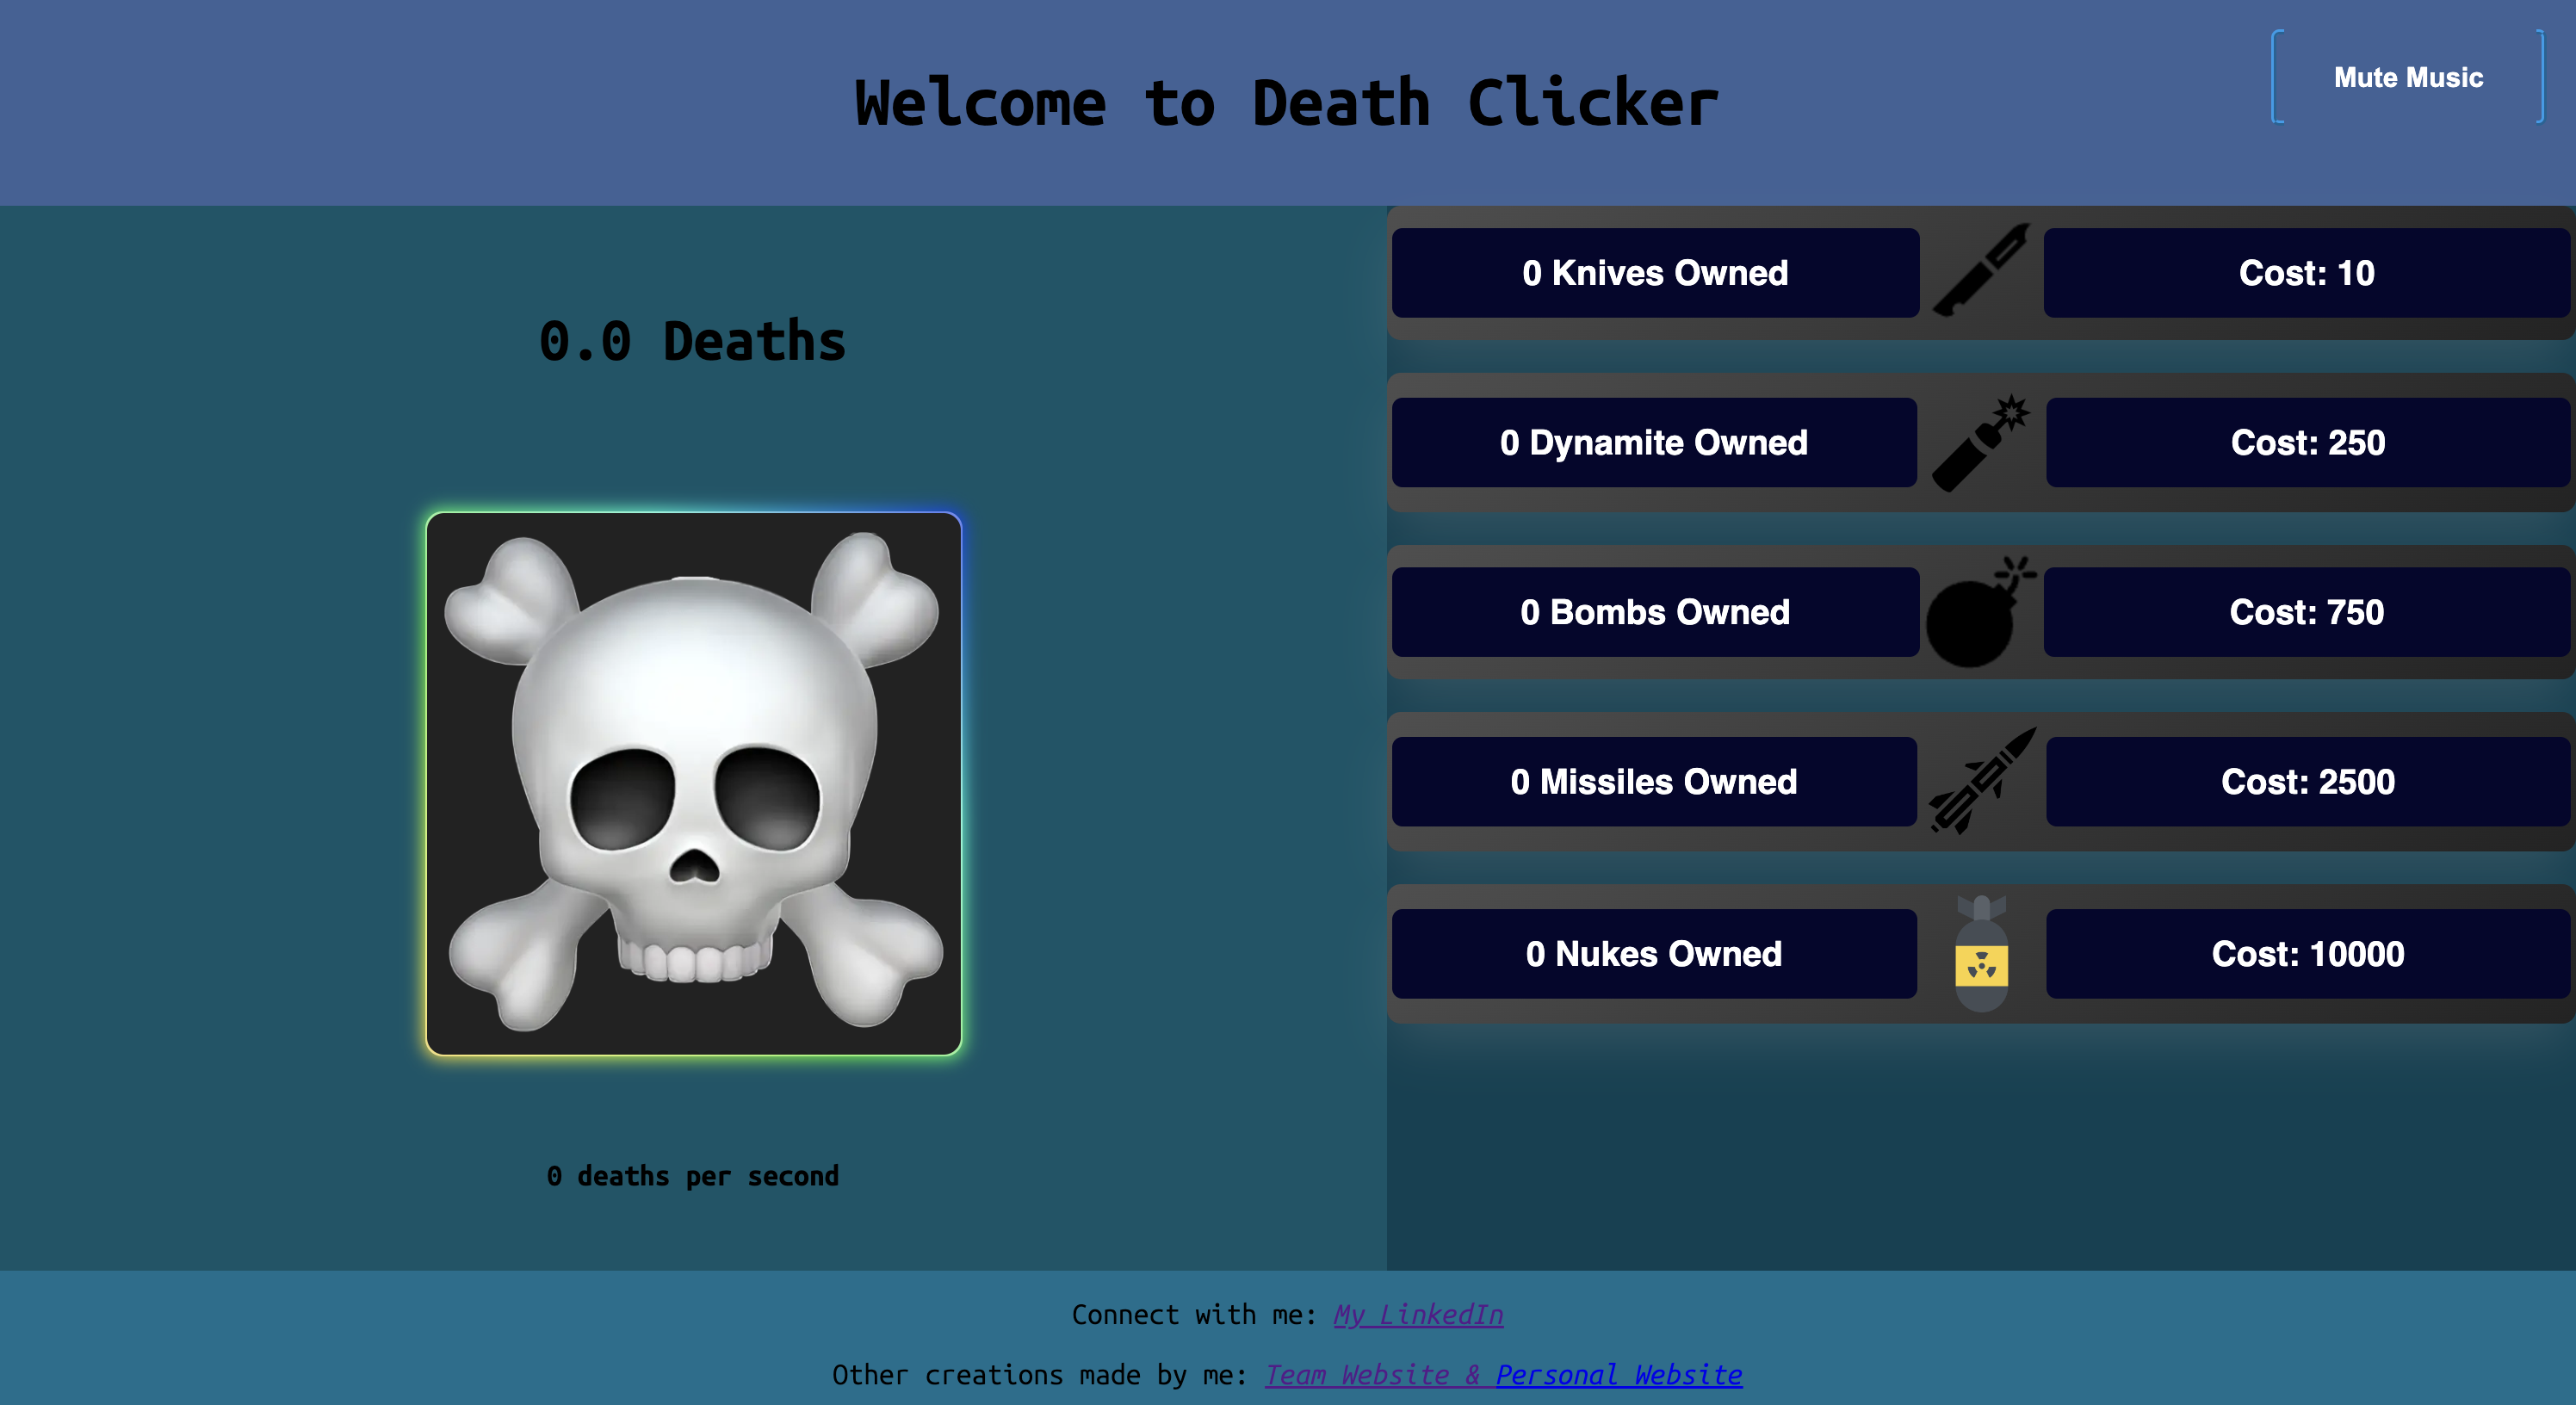 Welcome to Death Clicker
Mute Music
0.0 Deaths
0 deaths per second
0 Knives Owned
Cost: 10
0 Dynamite Owned
Cost: 250
0 Bombs Owned
Cost: 750
0 Missiles Owned
Cost: 2500
0 Nukes Owned
Cost: 10000
Connect with me: My LinkedIn
Other creations made by me: Team Website & Personal Website